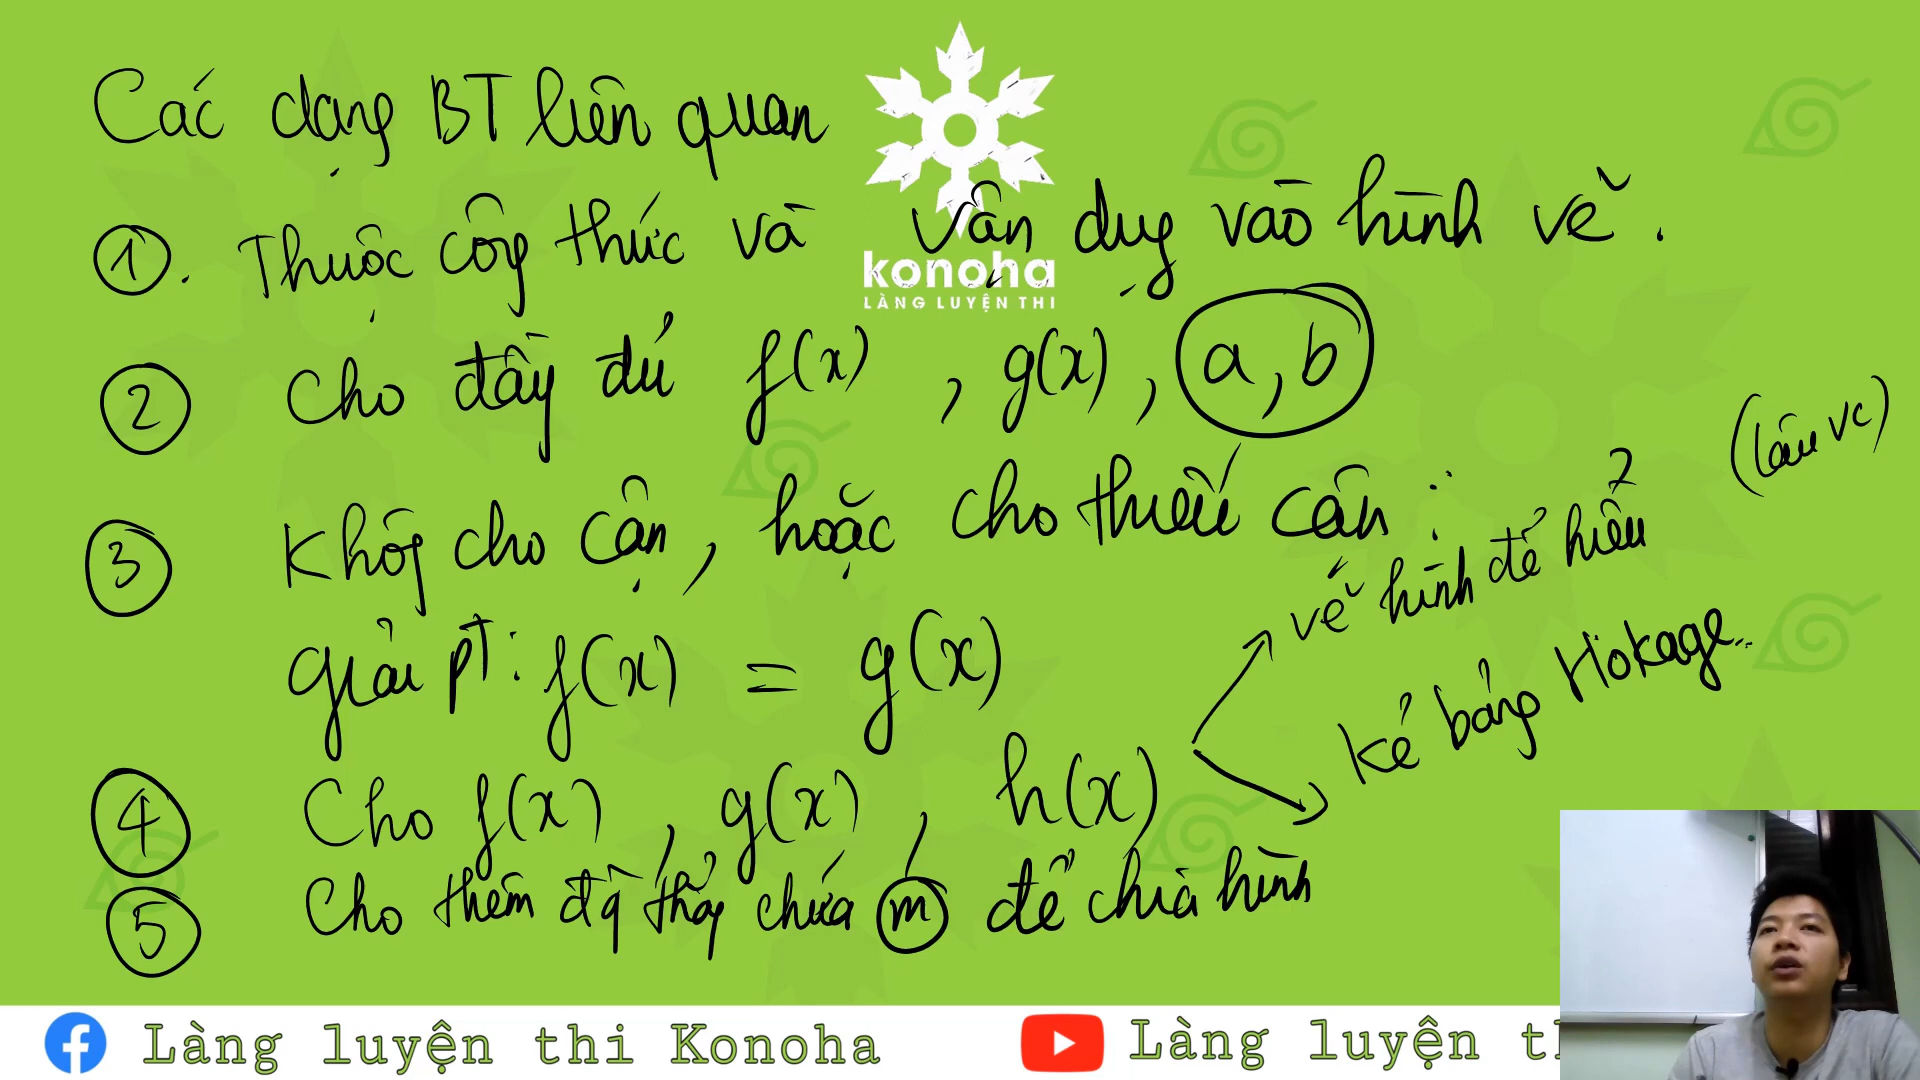 Các dạng BT liên quan
①. Thuộc công thức và vận dụng vào hình vẽ.
konoha
LÀNG LUYỆN THI
② Cho đầy đủ f(x), g(x), a, b
③ Không cho cận, hoặc cho thiếu cận:
giải pt: f(x) = g(x)
④ Cho f(x), g(x), h(x)
vẽ hình để hiểu (lâu vc)
kẻ bảng Hokage..
⑤ Cho thêm đg thẳng chứa m để chia hình
Làng luyện thi Konoha
Làng luyện